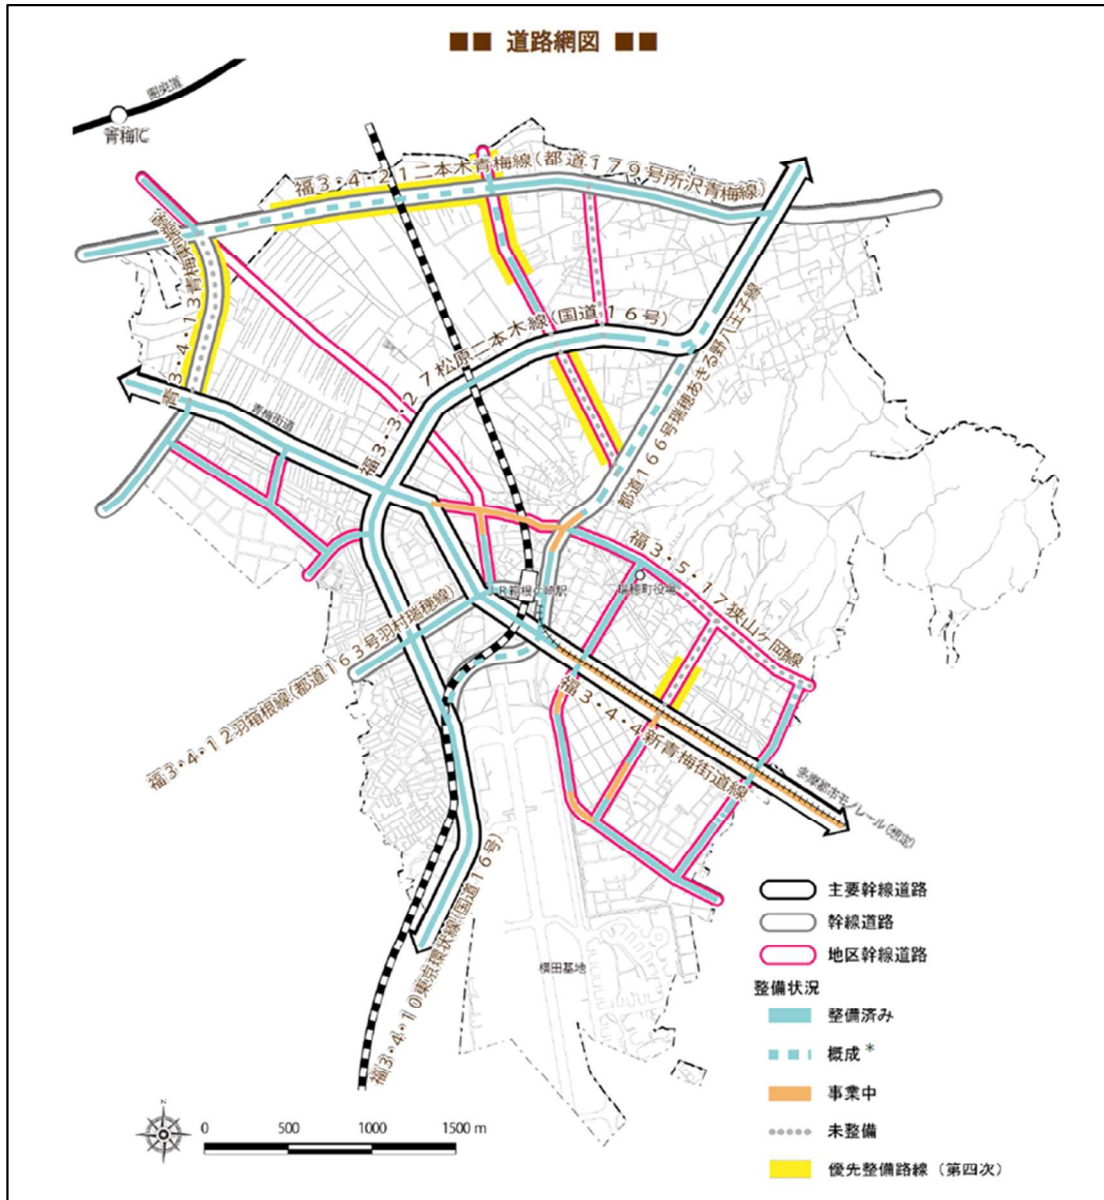 ■■ 道路網図 ■■
圏央道
青梅IC
福3・4・21二本木青梅線(都道179号所沢青梅線)
青3・4・13青梅東端線
福3・3・27松原二本木線(国道16号)
都道166号瑞穂あきる野八王子線
青梅街道
福3・5・17狭山ヶ岡線
JR箱根ヶ崎駅
瑞穂町役場
福3・4・12羽箱根線(都道163号羽村瑞穂線)
福3・4・4新青梅街道線
多摩都市モノレール(想定)
福3・4・10東京環状線(国道16号)
横田基地
主要幹線道路
幹線道路
地区幹線道路
整備状況
整備済み
概成*
事業中
未整備
優先整備路線(第四次)
N
0 500 1000 1500 m